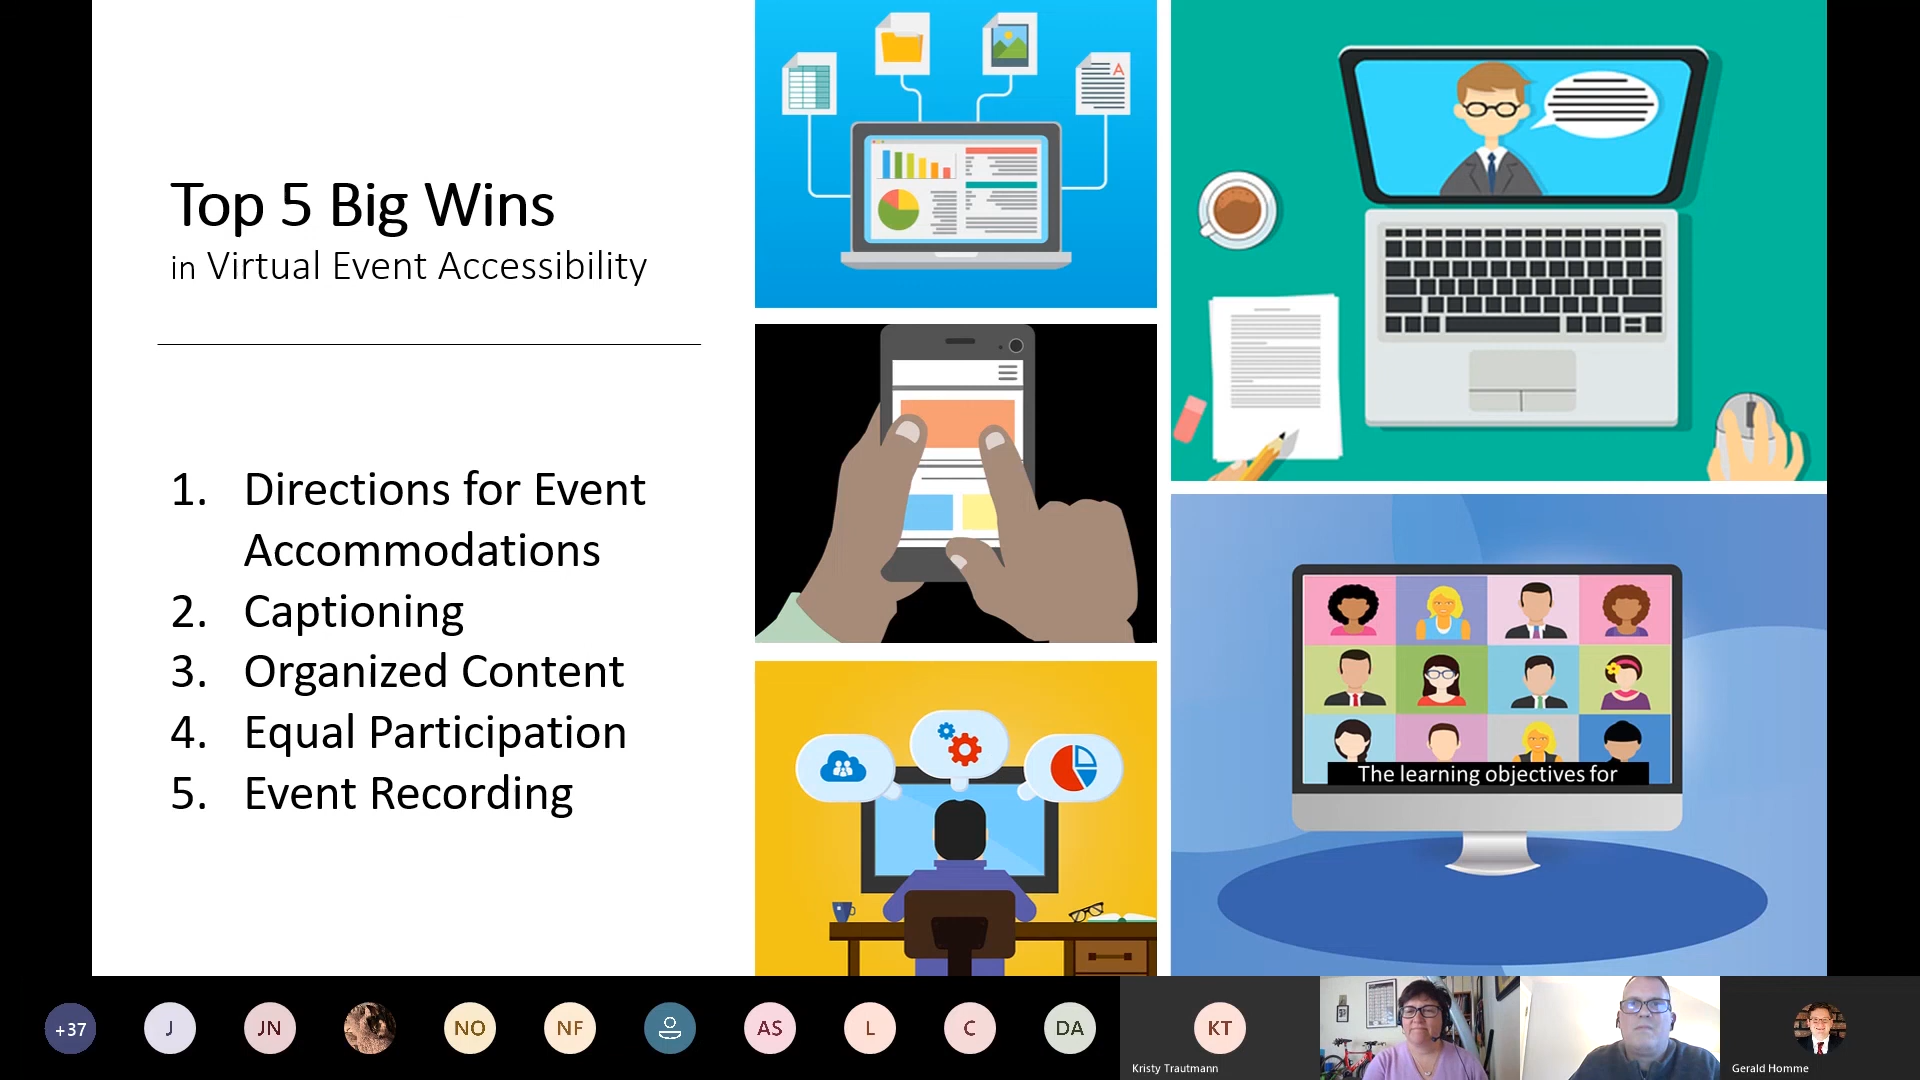 Top 5 Big Wins
in Virtual Event Accessibility
1. Directions for Event
Accommodations
2. Captioning
3. Organized Content
4. Equal Participation
5. Event Recording
A
The learning objectives for
+37
J
JN
NO
NF
AS
L
C
DA
KT
Kristy Trautmann
Gerald Homme